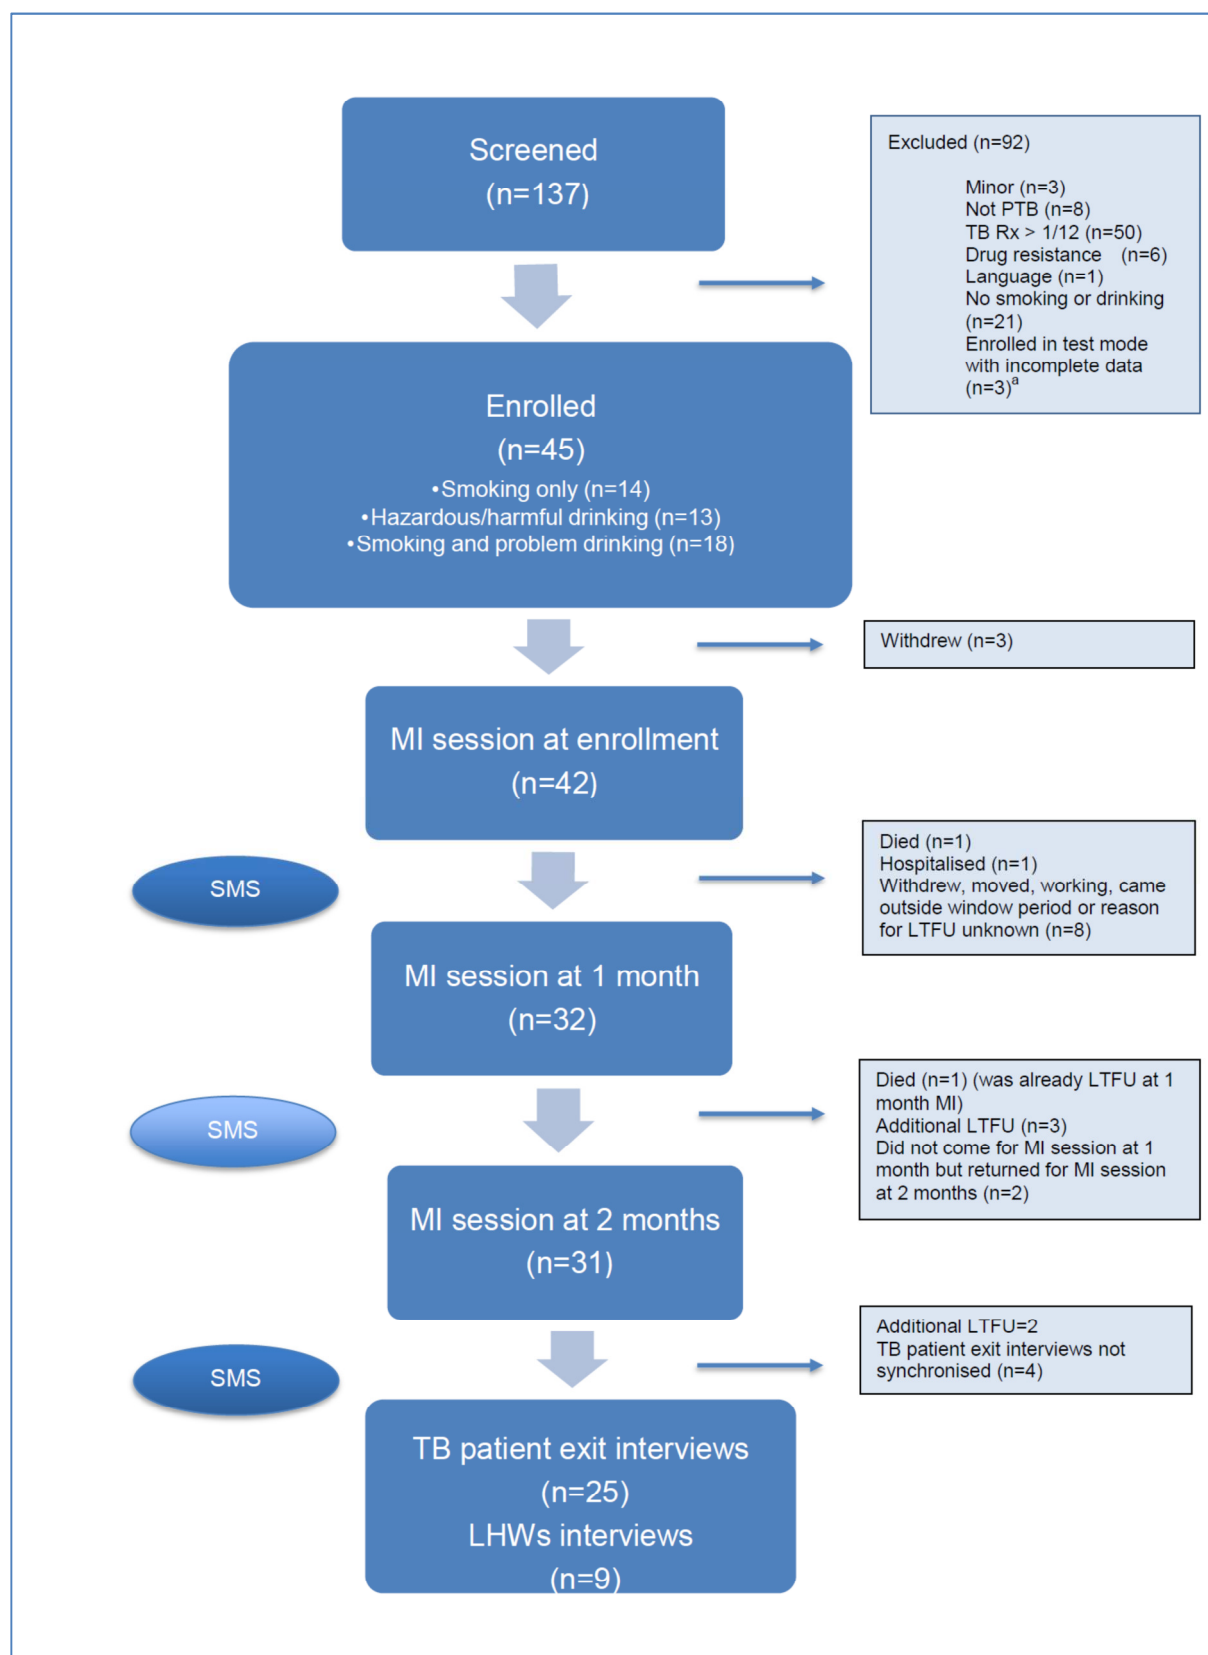 Screened
(n=137)
Excluded (n=92)
Minor (n=3)
Not PTB (n=8)
TB Rx > 1/12 (n=50)
Drug resistance (n=6)
Language (n=1)
No smoking or drinking
(n=21)
Enrolled in test mode
with incomplete data
(n=3)a
Enrolled
(n=45)
•Smoking only (n=14)
•Hazardous/harmful drinking (n=13)
•Smoking and problem drinking (n=18)
Withdrew (n=3)
MI session at enrollment
(n=42)
SMS
Died (n=1)
Hospitalised (n=1)
Withdrew, moved, working, came
outside window period or reason
for LTFU unknown (n=8)
MI session at 1 month
(n=32)
SMS
Died (n=1) (was already LTFU at 1
month MI)
Additional LTFU (n=3)
Did not come for MI session at 1
month but returned for MI session
at 2 months (n=2)
MI session at 2 months
(n=31)
SMS
Additional LTFU=2
TB patient exit interviews not
synchronised (n=4)
TB patient exit interviews
(n=25)
LHWs interviews
(n=9)